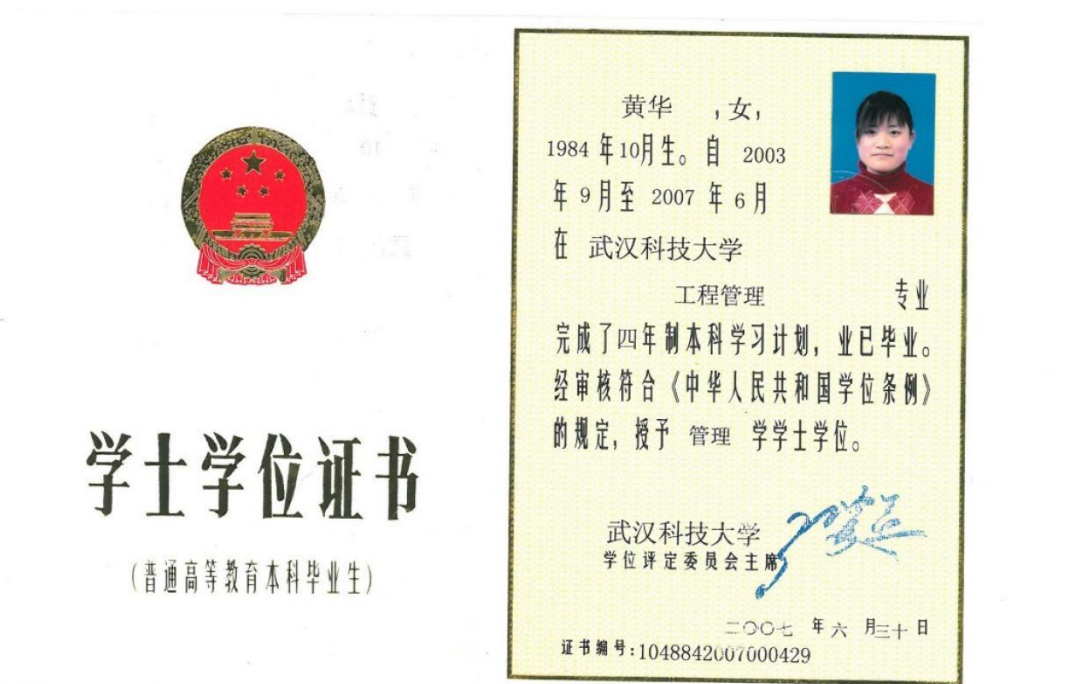 学士学位证书
(普通高等教育本科毕业生)
黄华 ,女,
1984 年10月生。自 2003
年 9 月至 2007 年 6 月
在 武汉科技大学
工程管理 专业
完成了四年制本科学习计划，业已毕业。
经审核符合《中华人民共和国学位条例》
的规定，授予 管理 学学士学位。
武汉科技大学
学位评定委员会主席
二〇〇七 年 六 月三十日
证书编号:1048842007000429